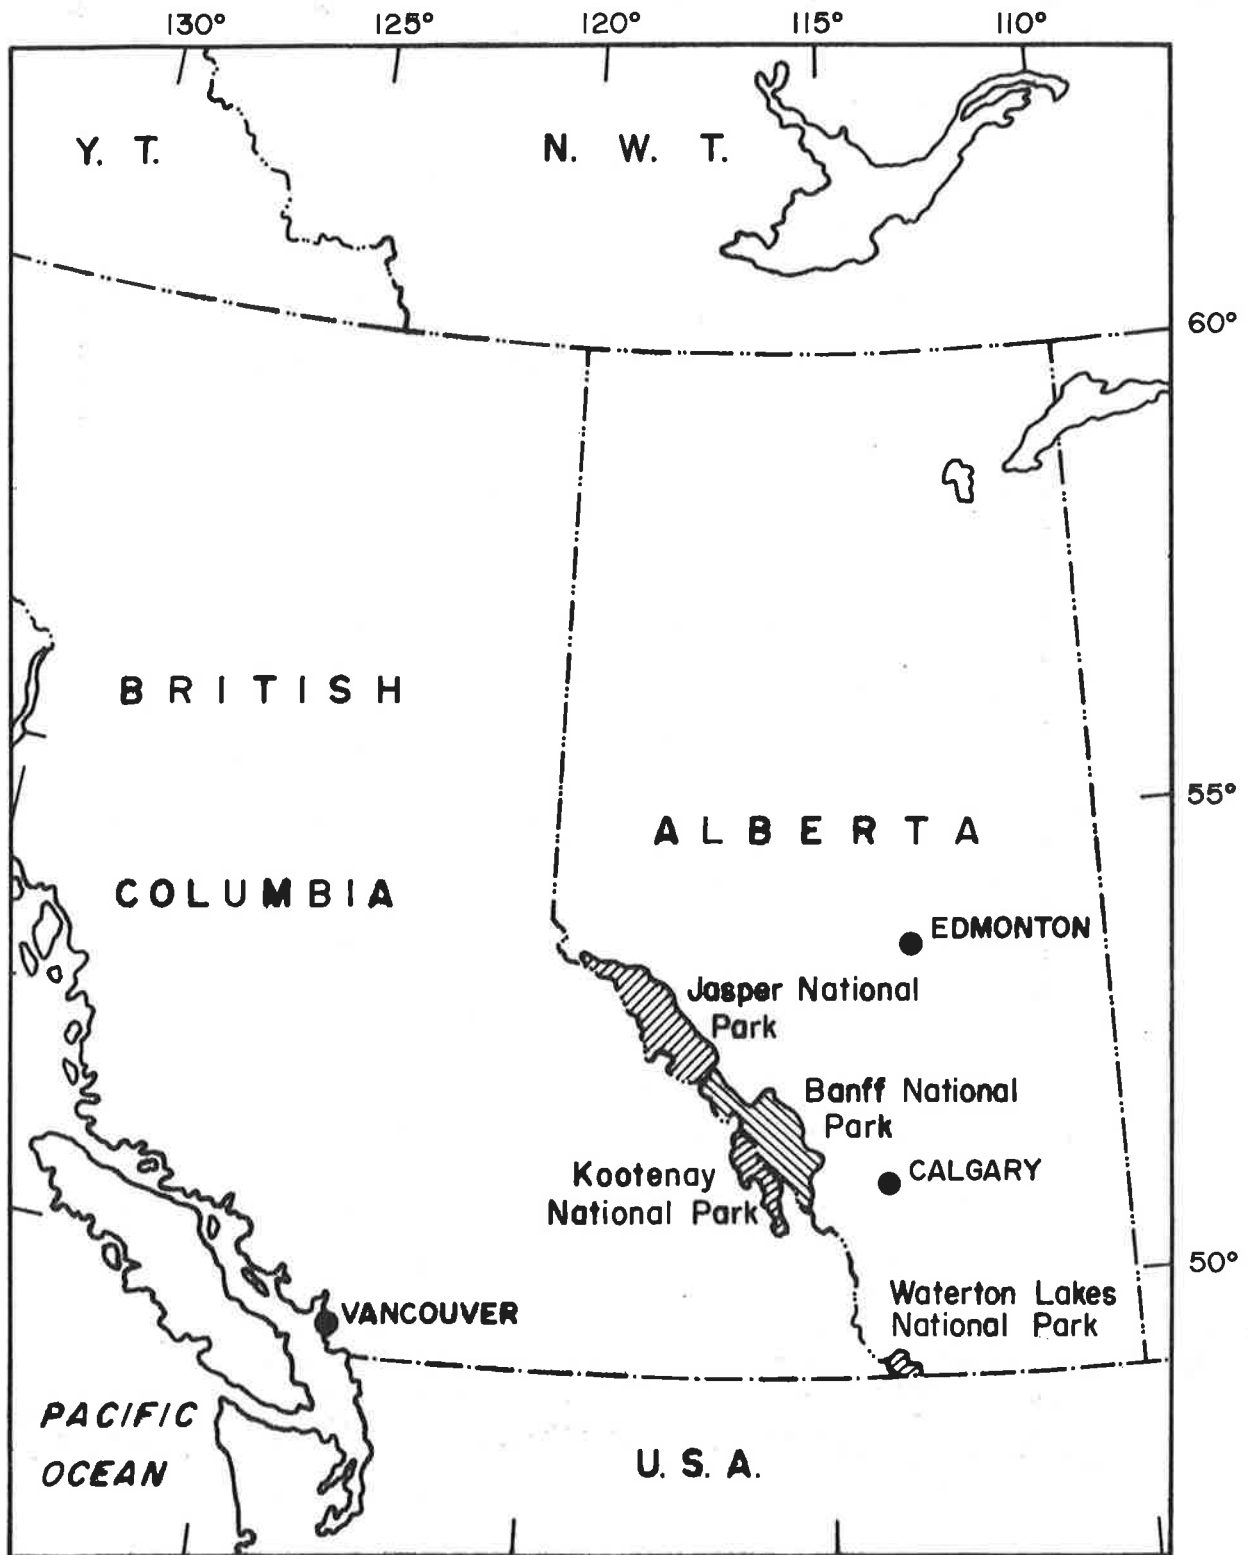 130° 125° 120° 115° 110°
Y. T.
N. W. T.
60°
BRITISH
55°
ALBERTA
COLUMBIA
EDMONTON
Jasper National
Park
Banff National
Park
CALGARY
Kootenay
National Park
50°
Waterton Lakes
National Park
VANCOUVER
PACIFIC
OCEAN
U. S. A.